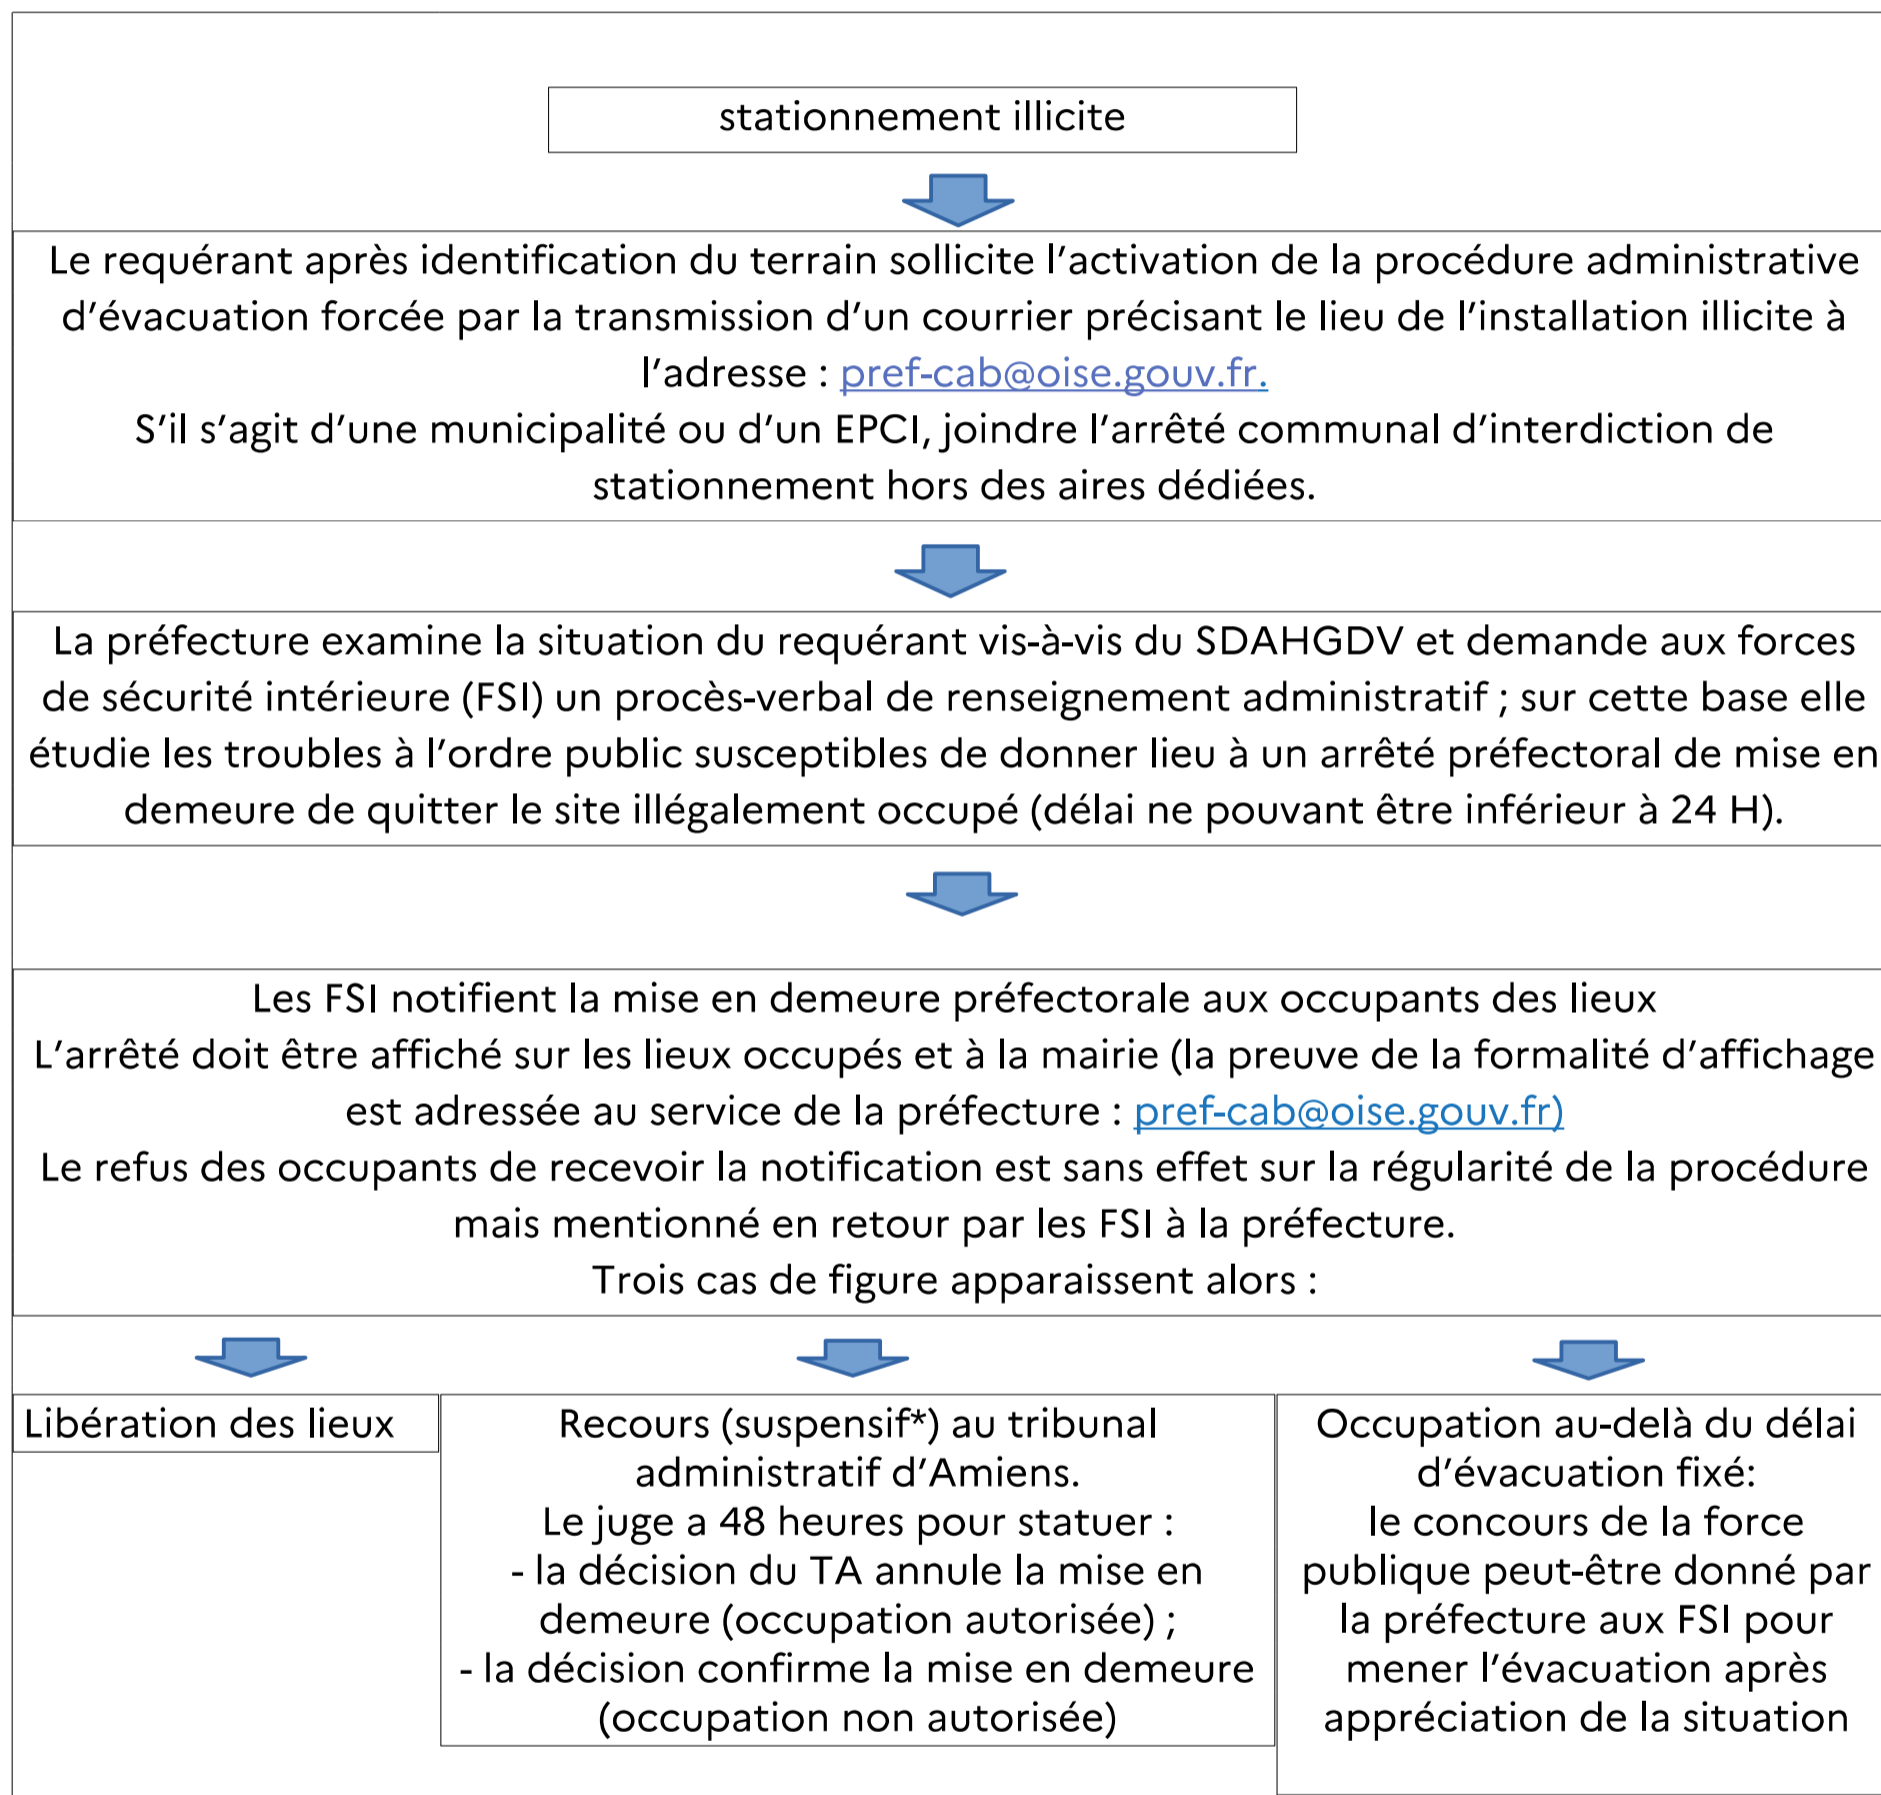 stationnement illicite
Le requérant après identification du terrain sollicite l’activation de la procédure administrative
d’évacuation forcée par la transmission d’un courrier précisant le lieu de l’installation illicite à
l’adresse : pref-cab@oise.gouv.fr.
S’il s’agit d’une municipalité ou d’un EPCI, joindre l’arrêté communal d’interdiction de
stationnement hors des aires dédiées.
La préfecture examine la situation du requérant vis-à-vis du SDAHGDV et demande aux forces
de sécurité intérieure (FSI) un procès-verbal de renseignement administratif ; sur cette base elle
étudie les troubles à l’ordre public susceptibles de donner lieu à un arrêté préfectoral de mise en
demeure de quitter le site illégalement occupé (délai ne pouvant être inférieur à 24 H).
Les FSI notifient la mise en demeure préfectorale aux occupants des lieux
L’arrêté doit être affiché sur les lieux occupés et à la mairie (la preuve de la formalité d’affichage
est adressée au service de la préfecture : pref-cab@oise.gouv.fr)
Le refus des occupants de recevoir la notification est sans effet sur la régularité de la procédure
mais mentionné en retour par les FSI à la préfecture.
Trois cas de figure apparaissent alors :
Libération des lieux
Recours (suspensif*) au tribunal
administratif d’Amiens.
Le juge a 48 heures pour statuer :
- la décision du TA annule la mise en
demeure (occupation autorisée) ;
- la décision confirme la mise en demeure
(occupation non autorisée)
Occupation au-delà du délai
d’évacuation fixé:
le concours de la force
publique peut-être donné par
la préfecture aux FSI pour
mener l’évacuation après
appréciation de la situation